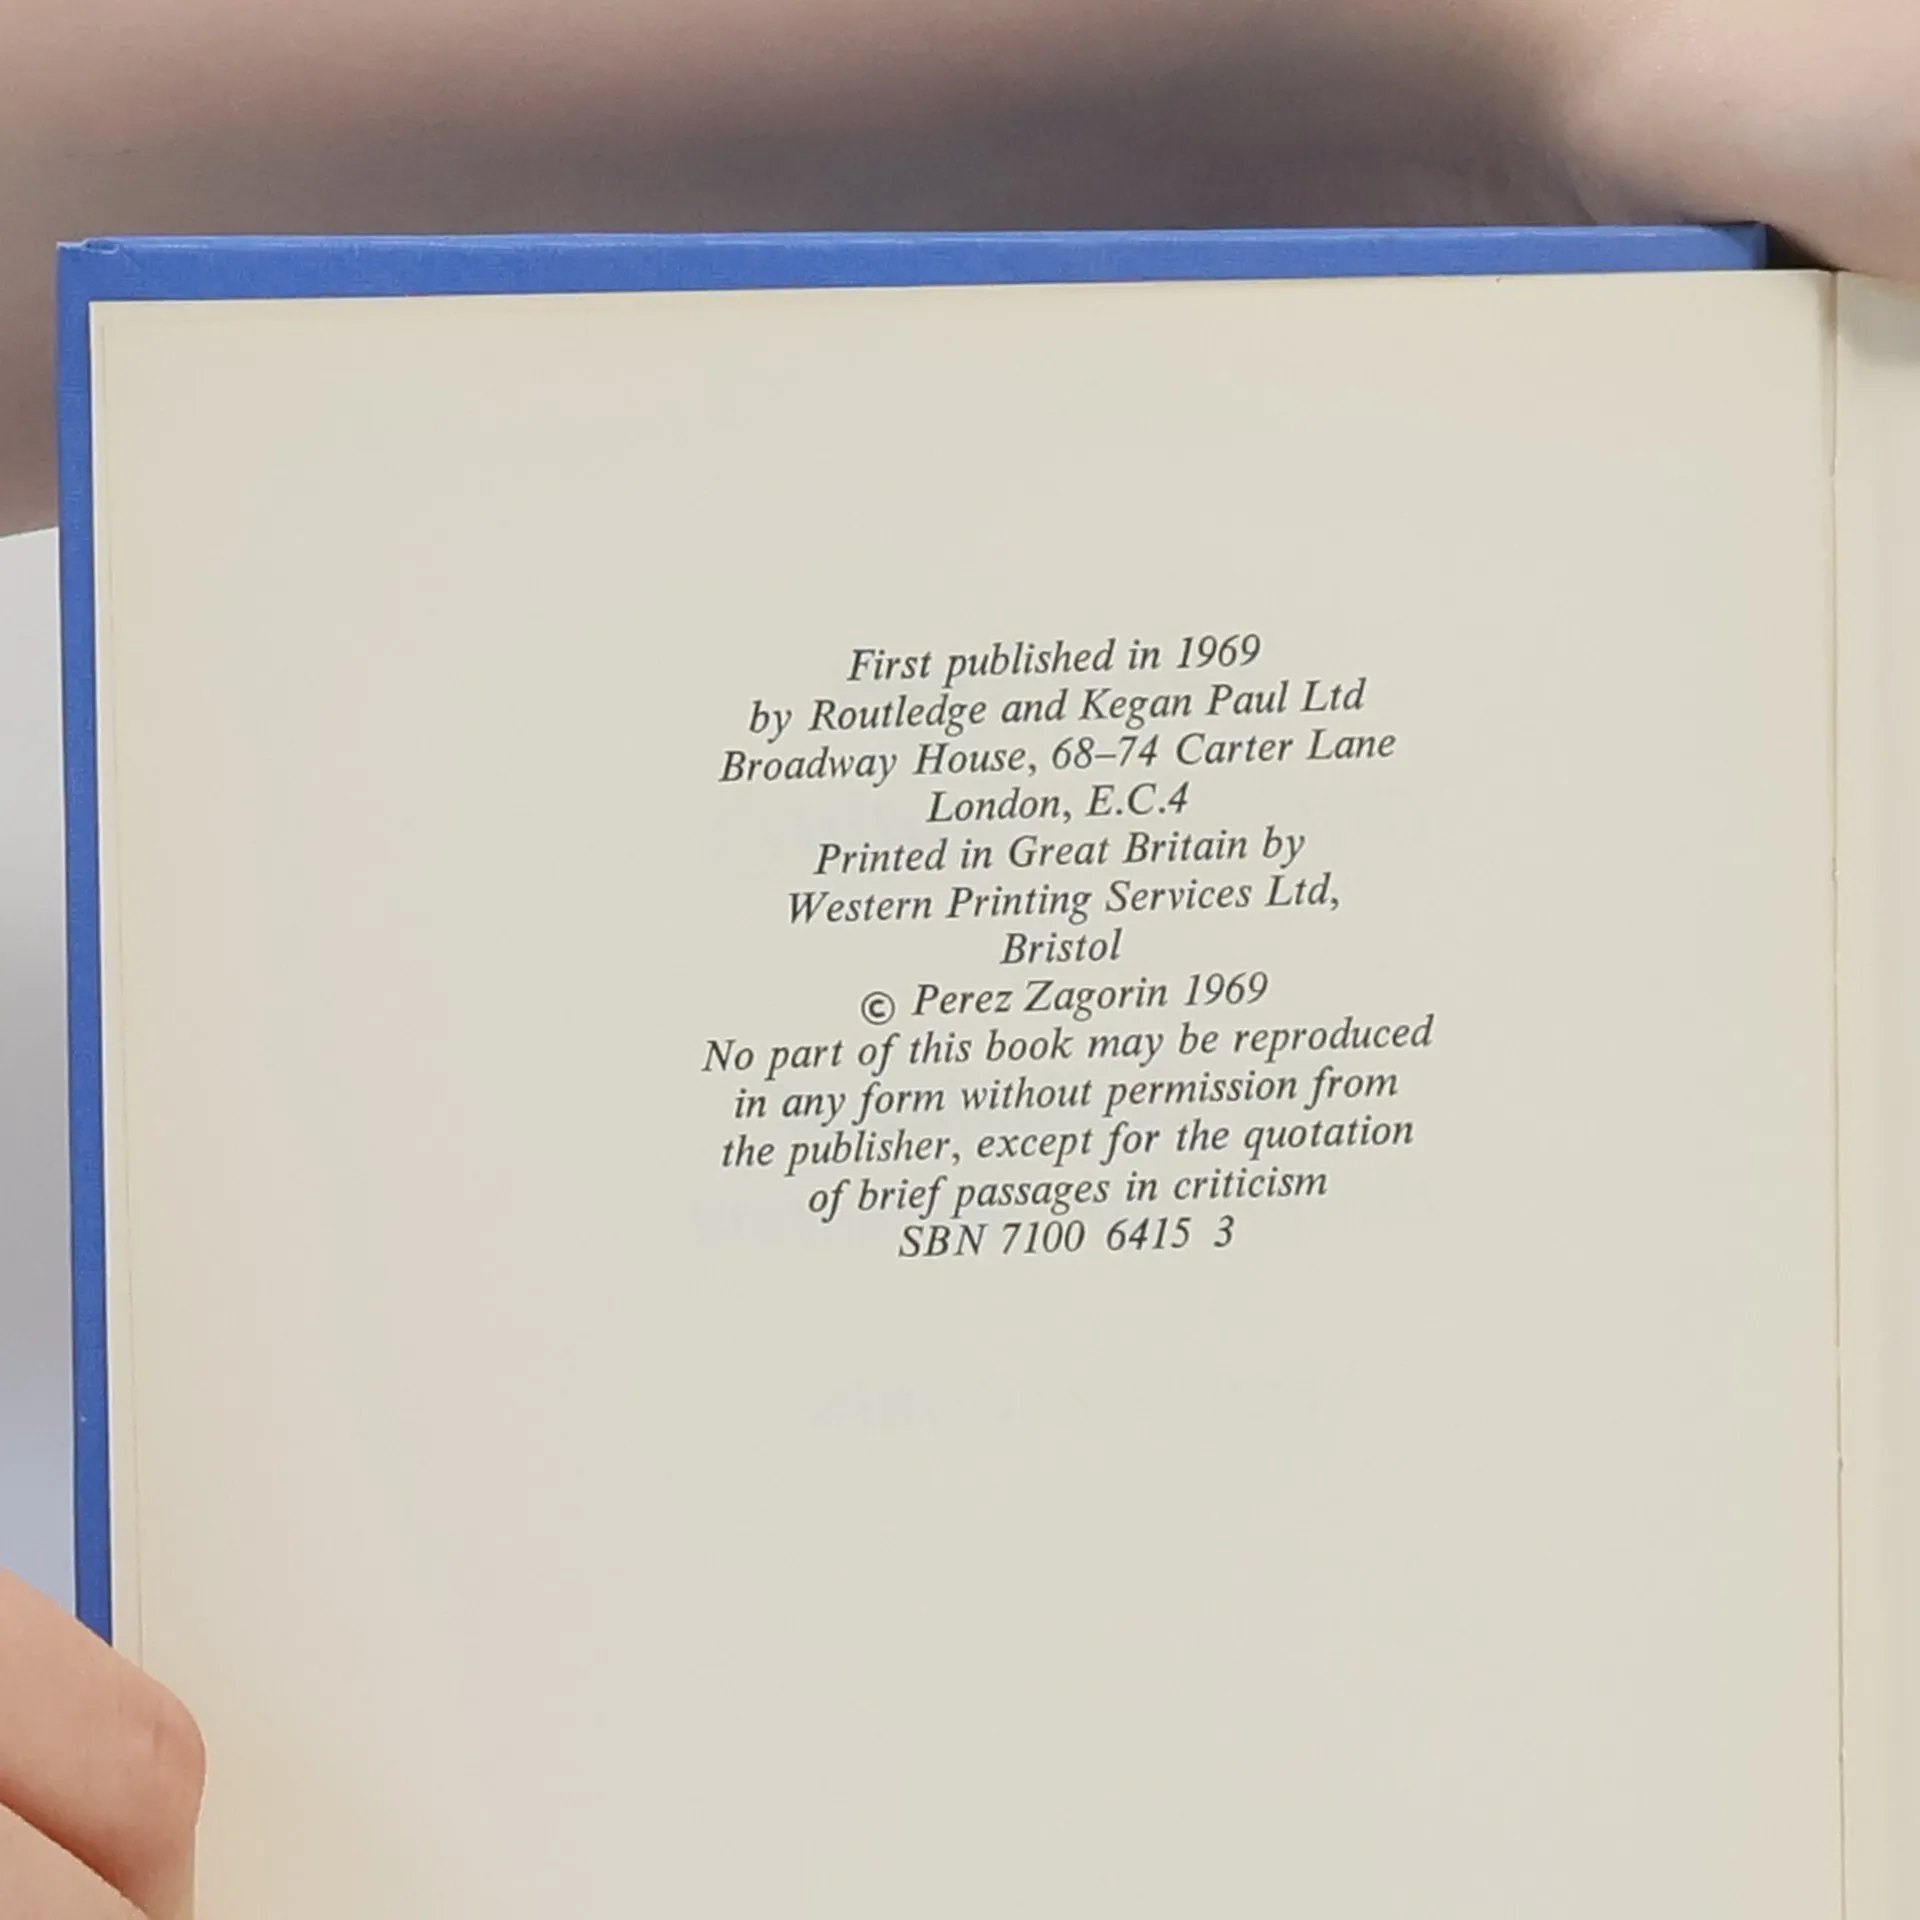 First published in 1969
by Routledge and Kegan Paul Ltd
Broadway House, 68–74 Carter Lane
London, E.C.4
Printed in Great Britain by
Western Printing Services Ltd,
Bristol
© Perez Zagorin 1969
No part of this book may be reproduced
in any form without permission from
the publisher, except for the quotation
of brief passages in criticism
SBN 7100 6415 3